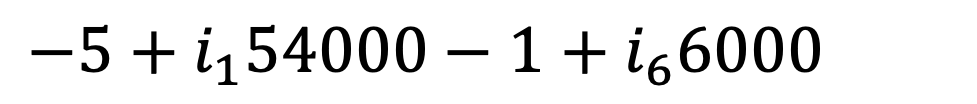 −5 + i₁54000 − 1 + i₆6000